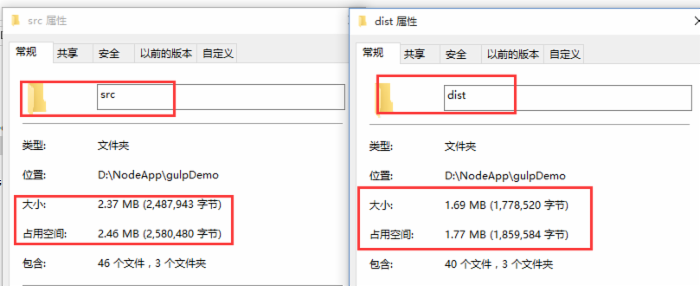 src 属性
常规 共享 安全 以前的版本 自定义
src
类型: 文件夹
位置: D:\NodeApp\gulpDemo
大小: 2.37 MB (2,487,943 字节)
占用空间: 2.46 MB (2,580,480 字节)
包含: 46 个文件，3 个文件夹
dist 属性
常规 共享 安全 以前的版本 自定义
dist
类型: 文件夹
位置: D:\NodeApp\gulpDemo
大小: 1.69 MB (1,778,520 字节)
占用空间: 1.77 MB (1,859,584 字节)
包含: 40 个文件，3 个文件夹